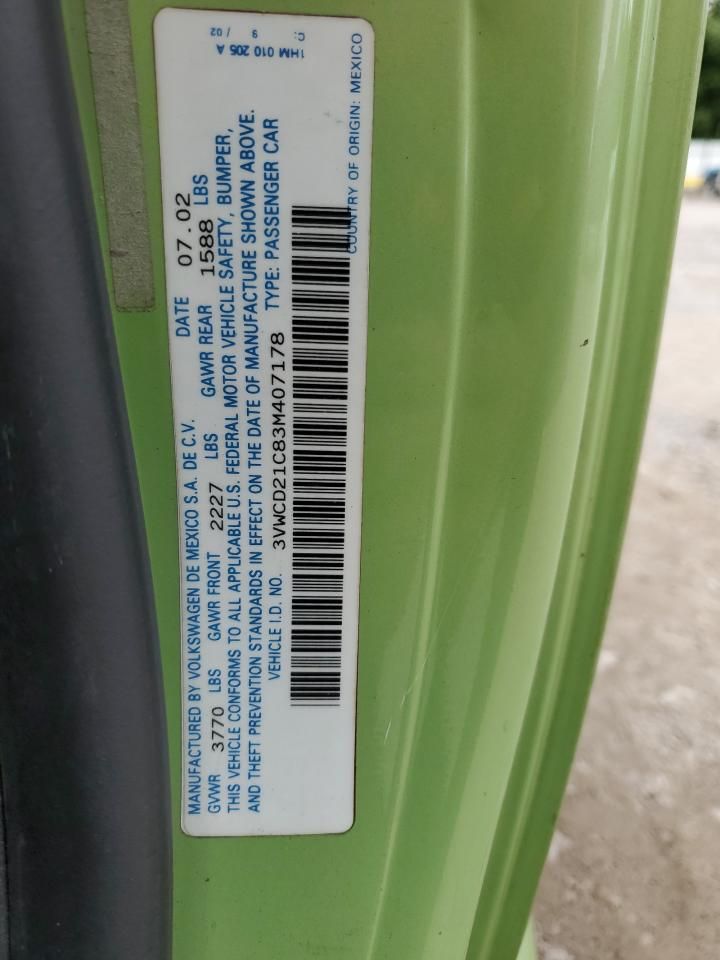 MANUFACTURED BY VOLKSWAGEN DE MEXICO S.A. DE C.V. DATE 07.02
GVWR 3770 LBS GAWR FRONT 2227 LBS GAWR REAR 1588 LBS
THIS VEHICLE CONFORMS TO ALL APPLICABLE U.S. FEDERAL MOTOR VEHICLE SAFETY, BUMPER,
AND THEFT PREVENTION STANDARDS IN EFFECT ON THE DATE OF MANUFACTURE SHOWN ABOVE.
VEHICLE I.D. NO. 3VWCD21C83M407178 TYPE: PASSENGER CAR
COUNTRY OF ORIGIN: MEXICO
1HM 010 205 A
C: 9 / 02